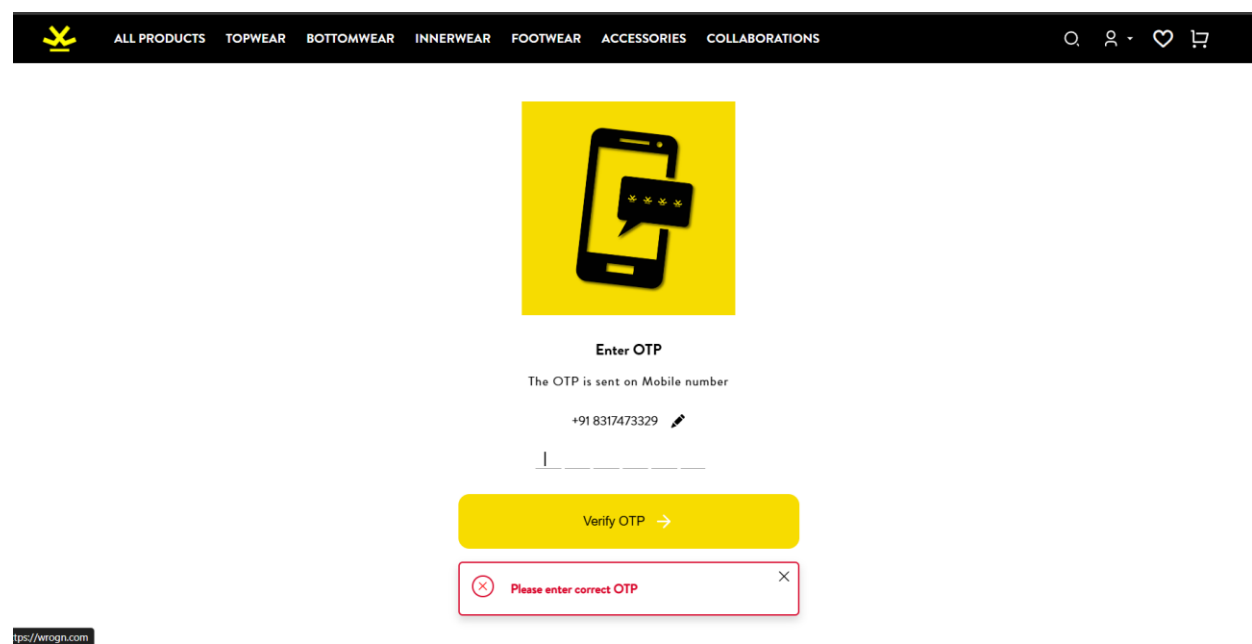 ALL PRODUCTS TOPWEAR BOTTOMWEAR INNERWEAR FOOTWEAR ACCESSORIES COLLABORATIONS
Enter OTP
The OTP is sent on Mobile number
+91 8317473329
Verify OTP
Please enter correct OTP
tps://wrogn.com